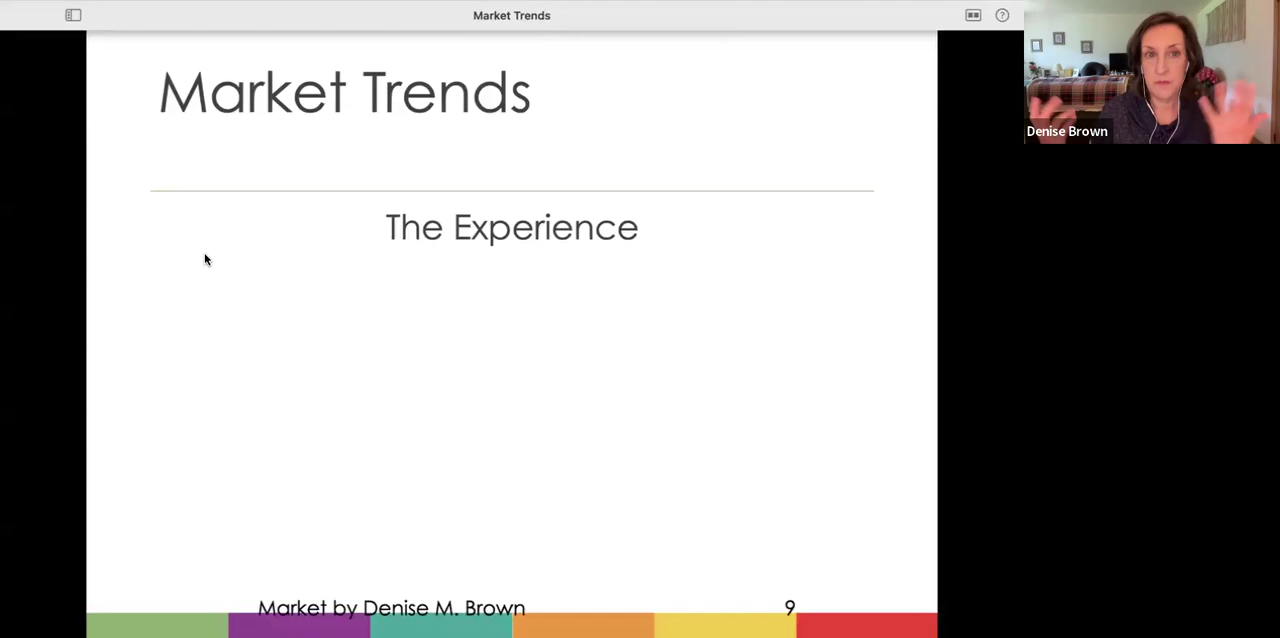 Market Trends
Denise Brown
Market Trends
The Experience
Market by Denise M. Brown 9